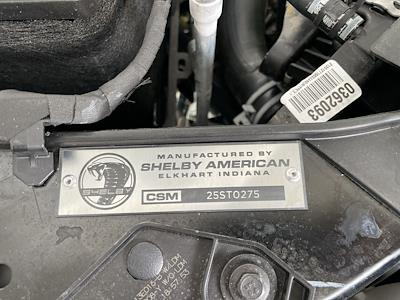 0362093
MANUFACTURED BY
SHELBY AMERICAN
ELKHART INDIANA
SHELBY
CSM 25ST0275